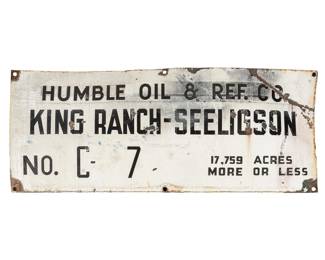 HUMBLE OIL & REF. CO.
KING RANCH-SEELIGSON
NO. C- 7
17,759 ACRES
MORE OR LESS